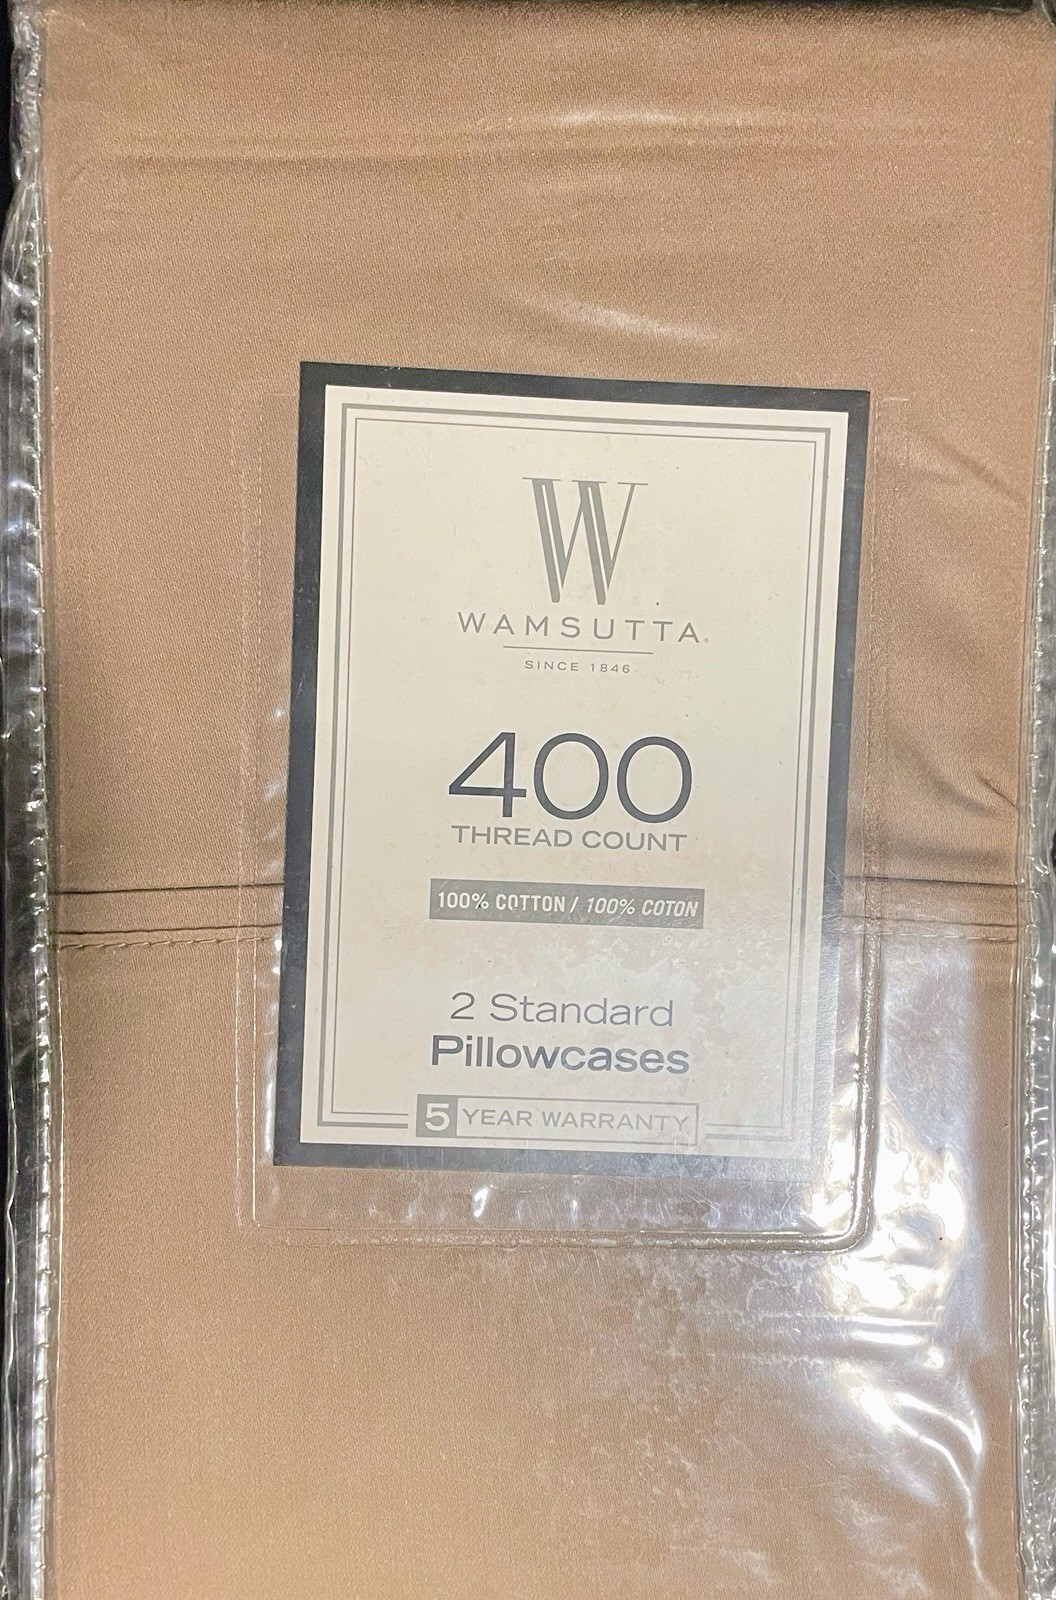 W
WAMSUTTA®
SINCE 1846
400
THREAD COUNT
100% COTTON / 100% COTON
2 Standard
Pillowcases
5 YEAR WARRANTY